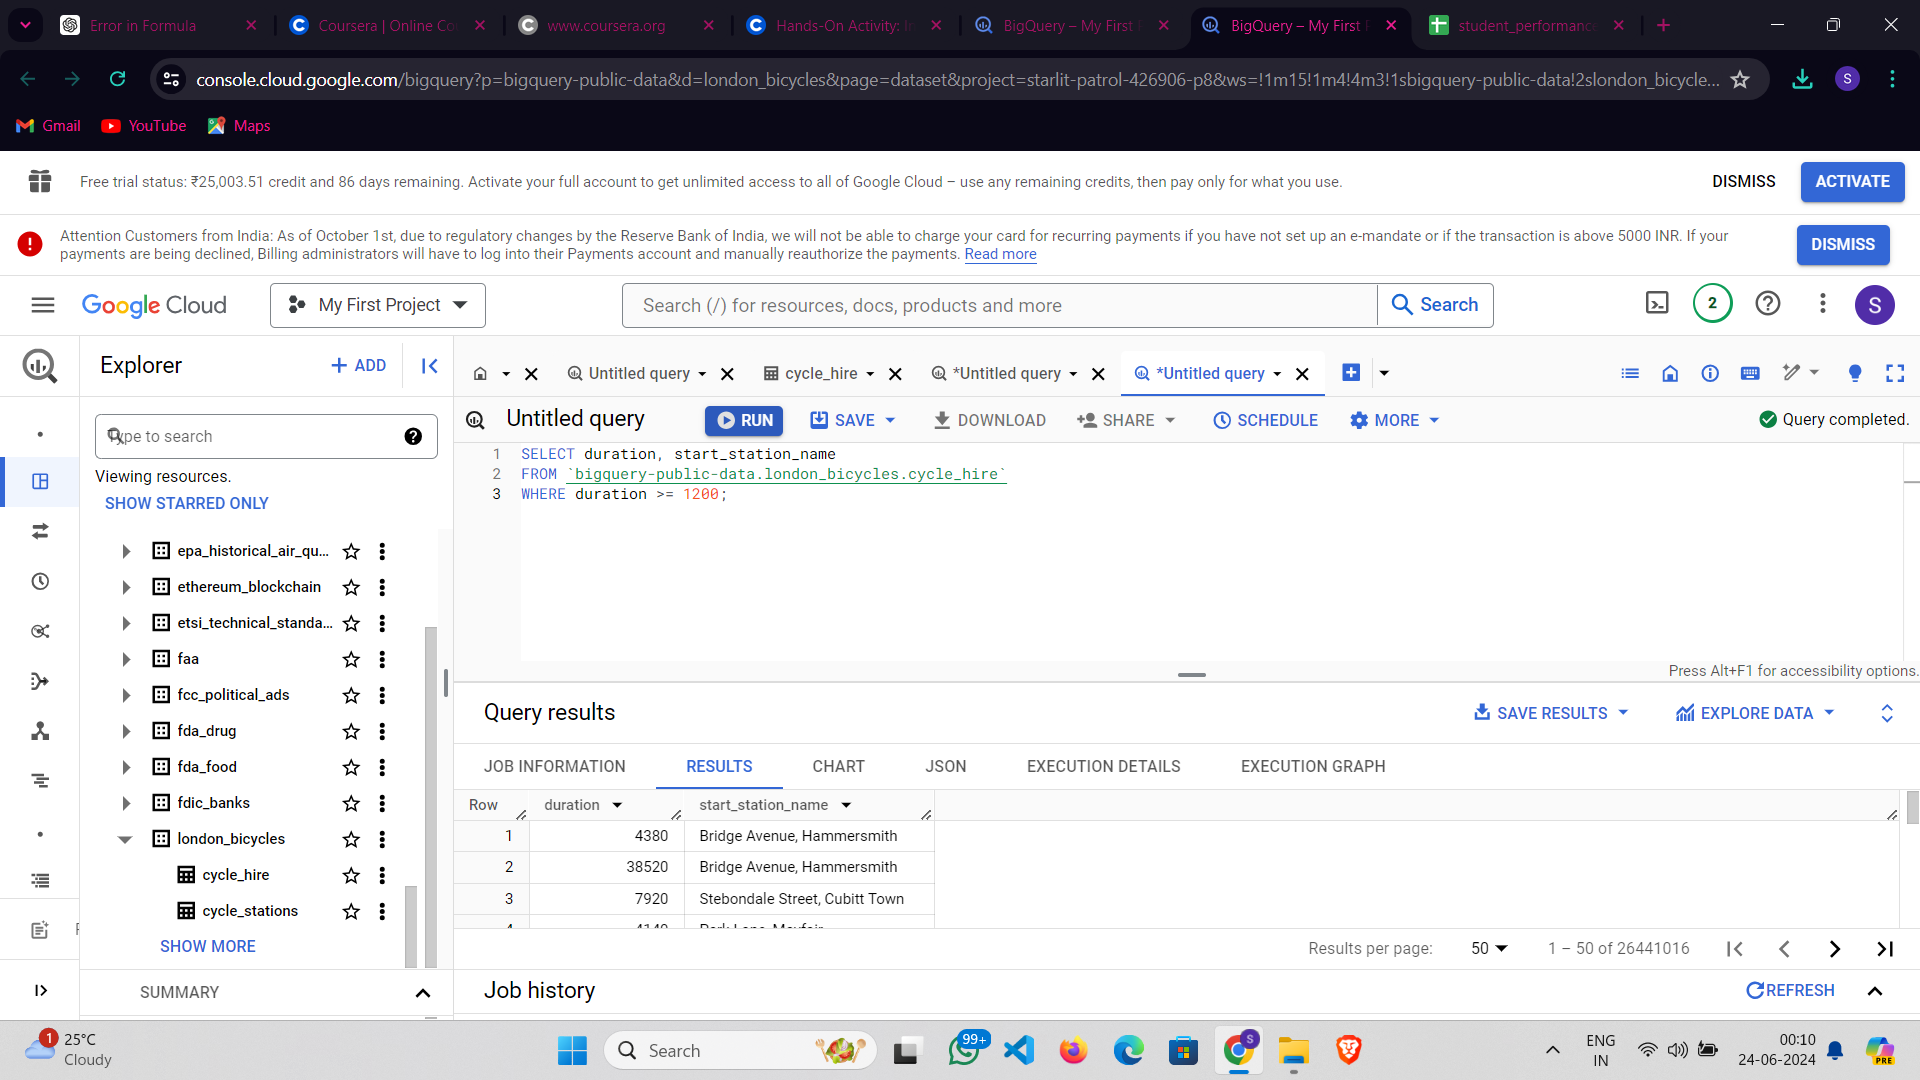 Error in Formula
Coursera | Online Co
www.coursera.org
Hands-On Activity: I
BigQuery – My First
BigQuery – My First P
student_performance
console.cloud.google.com/bigquery?p=bigquery-public-data&d=london_bicycles&page=dataset&project=starlit-patrol-426906-p8&ws=!1m15!1m4!4m3!1sbigquery-public-data!2slondon_bicycle...
S
Gmail
YouTube
Maps
Free trial status: ₹25,003.51 credit and 86 days remaining. Activate your full account to get unlimited access to all of Google Cloud – use any remaining credits, then pay only for what you use.
DISMISS
ACTIVATE
Attention Customers from India: As of October 1st, due to regulatory changes by the Reserve Bank of India, we will not be able to charge your card for recurring payments if you have not set up an e-mandate or if the transaction is above 5000 INR. If your
payments are being declined, Billing administrators will have to log into their Payments account and manually reauthorize the payments. Read more
DISMISS
Google Cloud
My First Project
Search (/) for resources, docs, products and more
Search
2
S
Explorer
ADD
Untitled query
cycle_hire
*Untitled query
*Untitled query
Type to search
Viewing resources.
SHOW STARRED ONLY
epa_historical_air_qu...
ethereum_blockchain
etsi_technical_standa...
faa
fcc_political_ads
fda_drug
fda_food
fdic_banks
london_bicycles
cycle_hire
cycle_stations
SHOW MORE
SUMMARY
Untitled query
RUN
SAVE
DOWNLOAD
SHARE
SCHEDULE
MORE
Query completed.
1 SELECT duration, start_station_name
2 FROM `bigquery-public-data.london_bicycles.cycle_hire`
3 WHERE duration >= 1200;
Press Alt+F1 for accessibility options.
Query results
SAVE RESULTS
EXPLORE DATA
JOB INFORMATION
RESULTS
CHART
JSON
EXECUTION DETAILS
EXECUTION GRAPH
Row duration start_station_name
1 4380 Bridge Avenue, Hammersmith
2 38520 Bridge Avenue, Hammersmith
3 7920 Stebondale Street, Cubitt Town
4 4140 Park Lane, Mayfair
Results per page: 50 1 – 50 of 26441016
Job history
REFRESH
1
25°C
Cloudy
Search
99+
S
ENG
IN
00:10
24-06-2024
PRE